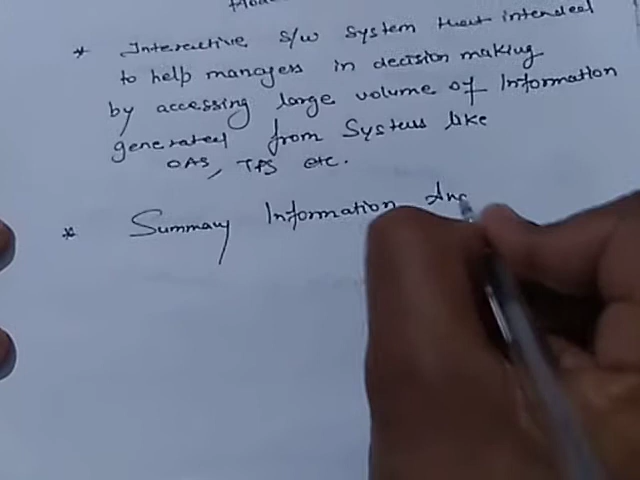 * Interective s/w System that intended
to help managers in decision making
by accessing large volume of Information
generated from Systems like
OAS, TPS etc.
* Summary Information